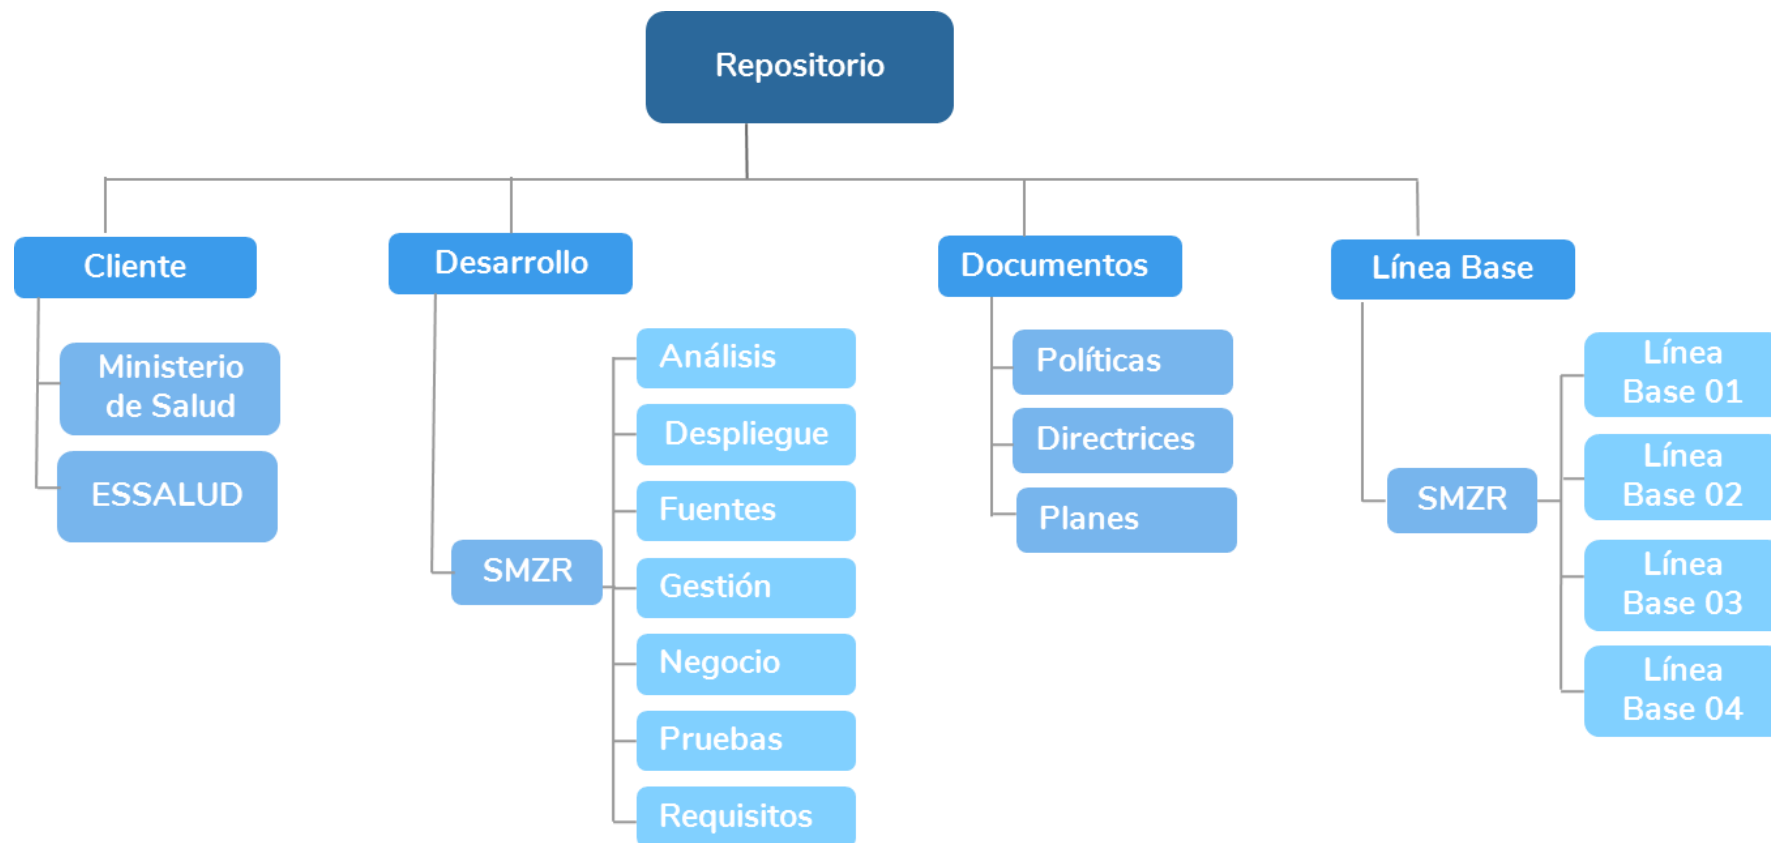 Repositorio
Cliente
Ministerio
de Salud
ESSALUD
Desarrollo
SMZR
Análisis
Despliegue
Fuentes
Gestión
Negocio
Pruebas
Requisitos
Documentos
Políticas
Directrices
Planes
Línea Base
SMZR
Línea
Base 01
Línea
Base 02
Línea
Base 03
Línea
Base 04